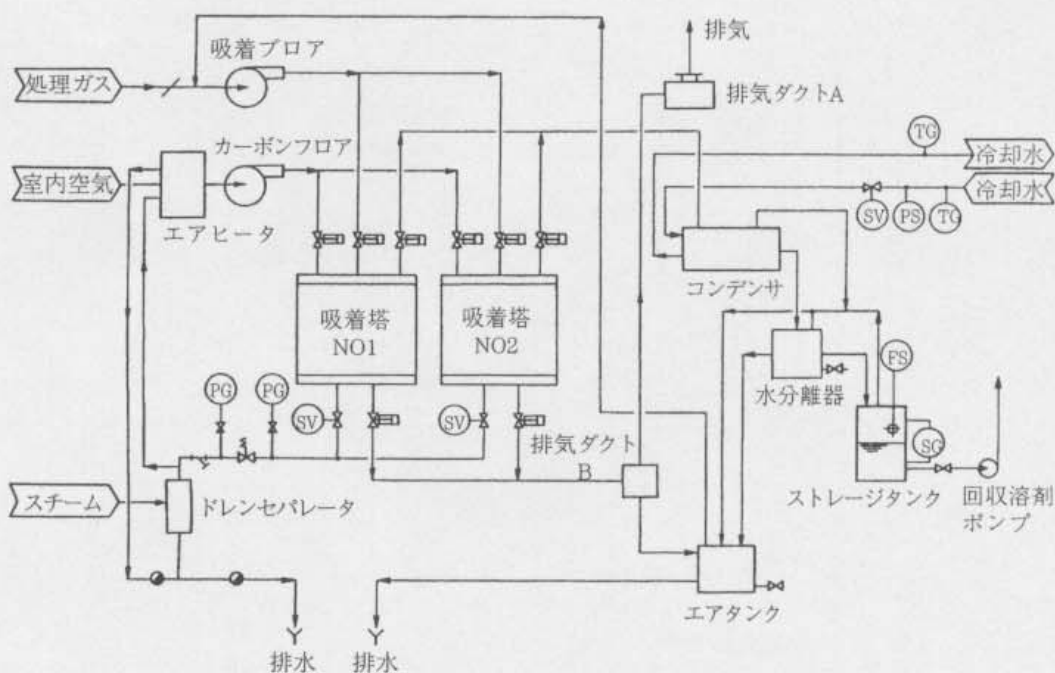 排気
吸着ブロア
処理ガス
排気ダクトA
TG
冷却水
カーボンフロア
室内空気
冷却水
SV
PS
TG
エアヒータ
コンデンサ
吸着塔
NO1
吸着塔
NO2
FS
水分離器
PG
PG
SV
SV
排気ダクト
B
SG
ストレージタンク
回収溶剤
ポンプ
スチーム
ドレンセパレータ
エアタンク
排水
排水